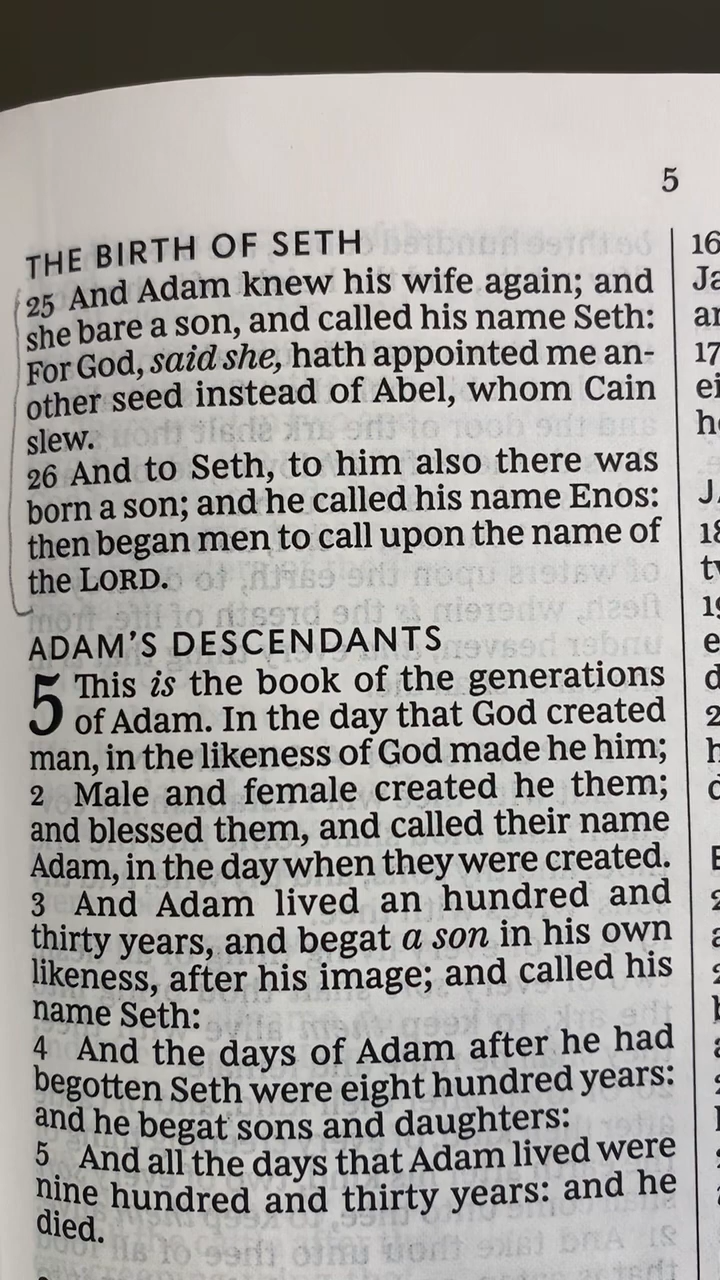 5
THE BIRTH OF SETH
25 And Adam knew his wife again; and
she bare a son, and called his name Seth:
For God, said she, hath appointed me an-
other seed instead of Abel, whom Cain
slew.
26 And to Seth, to him also there was
born a son; and he called his name Enos:
then began men to call upon the name of
the LORD.
ADAM'S DESCENDANTS
5 This is the book of the generations
of Adam. In the day that God created
man, in the likeness of God made he him;
2 Male and female created he them;
and blessed them, and called their name
Adam, in the day when they were created.
3 And Adam lived an hundred and
thirty years, and begat a son in his own
likeness, after his image; and called his
name Seth:
4 And the days of Adam after he had
begotten Seth were eight hundred years:
and he begat sons and daughters:
5 And all the days that Adam lived were
nine hundred and thirty years: and he
died.
16
17